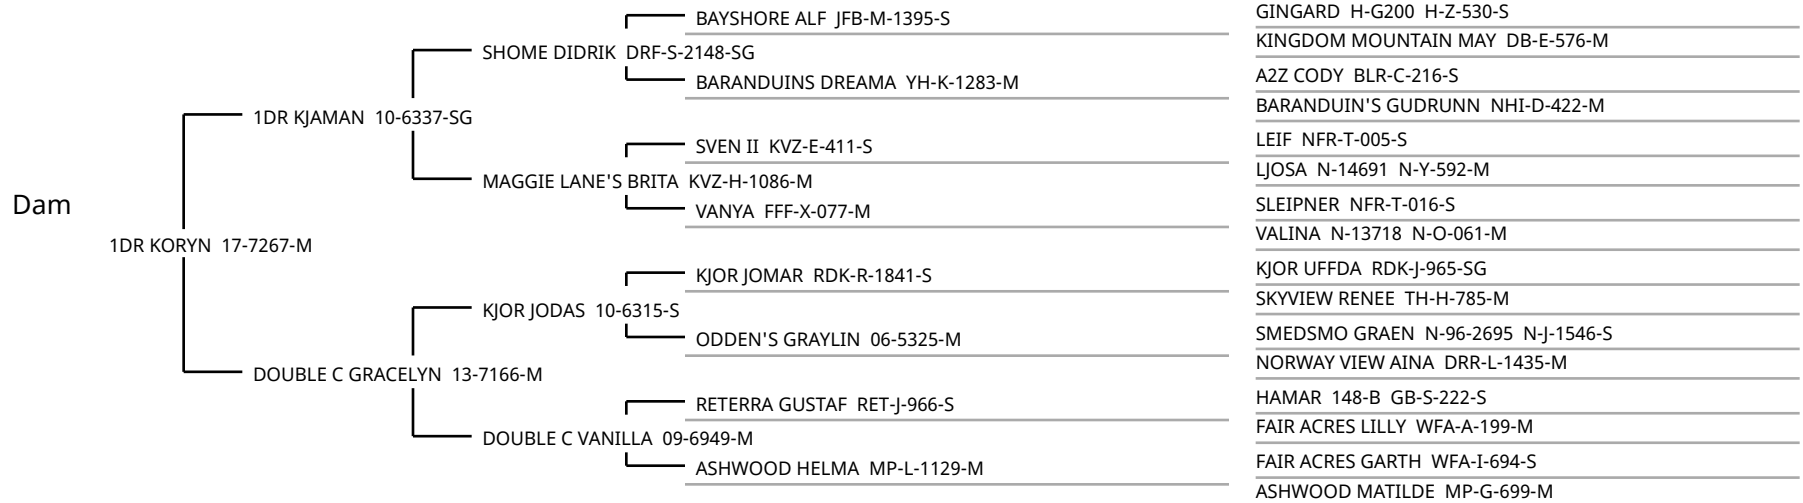 BAYSHORE ALF JFB-M-1395-S
GINGARD H-G200 H-Z-530-S
KINGDOM MOUNTAIN MAY DB-E-576-M
SHOME DIDRIK DRF-S-2148-SG
BARANDUINS DREAMA YH-K-1283-M
A2Z CODY BLR-C-216-S
BARANDUIN'S GUDRUNN NHI-D-422-M
1DR KJAMAN 10-6337-SG
SVEN II KVZ-E-411-S
LEIF NFR-T-005-S
LJOSA N-14691 N-Y-592-M
MAGGIE LANE'S BRITA KVZ-H-1086-M
VANYA FFF-X-077-M
SLEIPNER NFR-T-016-S
VALINA N-13718 N-O-061-M
Dam
1DR KORYN 17-7267-M
KJOR JOMAR RDK-R-1841-S
KJOR UFFDA RDK-J-965-SG
SKYVIEW RENEE TH-H-785-M
KJOR JODAS 10-6315-S
ODDEN'S GRAYLIN 06-5325-M
SMEDSMO GRAEN N-96-2695 N-J-1546-S
NORWAY VIEW AINA DRR-L-1435-M
DOUBLE C GRACELYN 13-7166-M
RETERRA GUSTAF RET-J-966-S
HAMAR 148-B GB-S-222-S
FAIR ACRES LILLY WFA-A-199-M
DOUBLE C VANILLA 09-6949-M
ASHWOOD HELMA MP-L-1129-M
FAIR ACRES GARTH WFA-I-694-S
ASHWOOD MATILDE MP-G-699-M